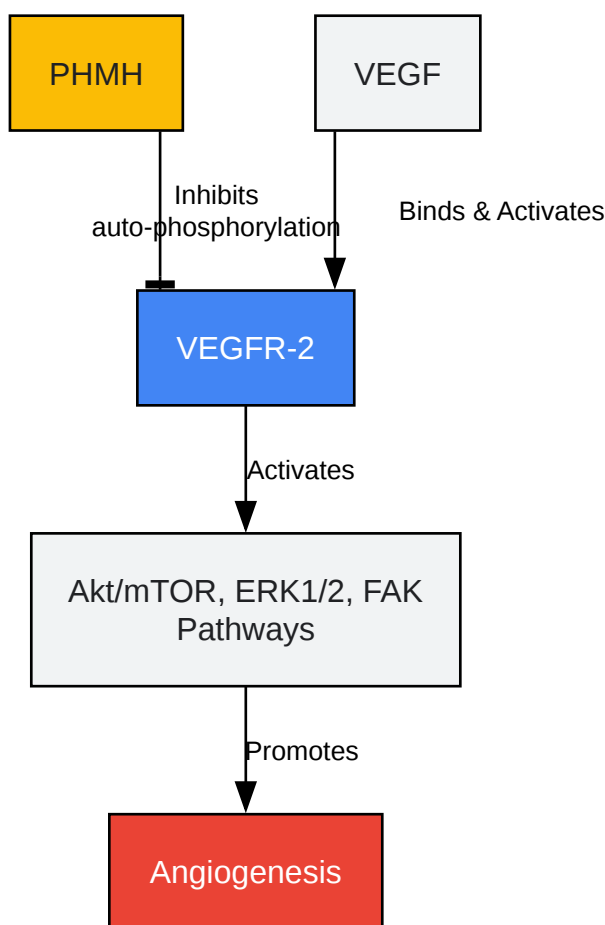 PHMH
VEGF
Inhibits
auto-phosphorylation
Binds & Activates
VEGFR-2
Activates
Akt/mTOR, ERK1/2, FAK
Pathways
Promotes
Angiogenesis